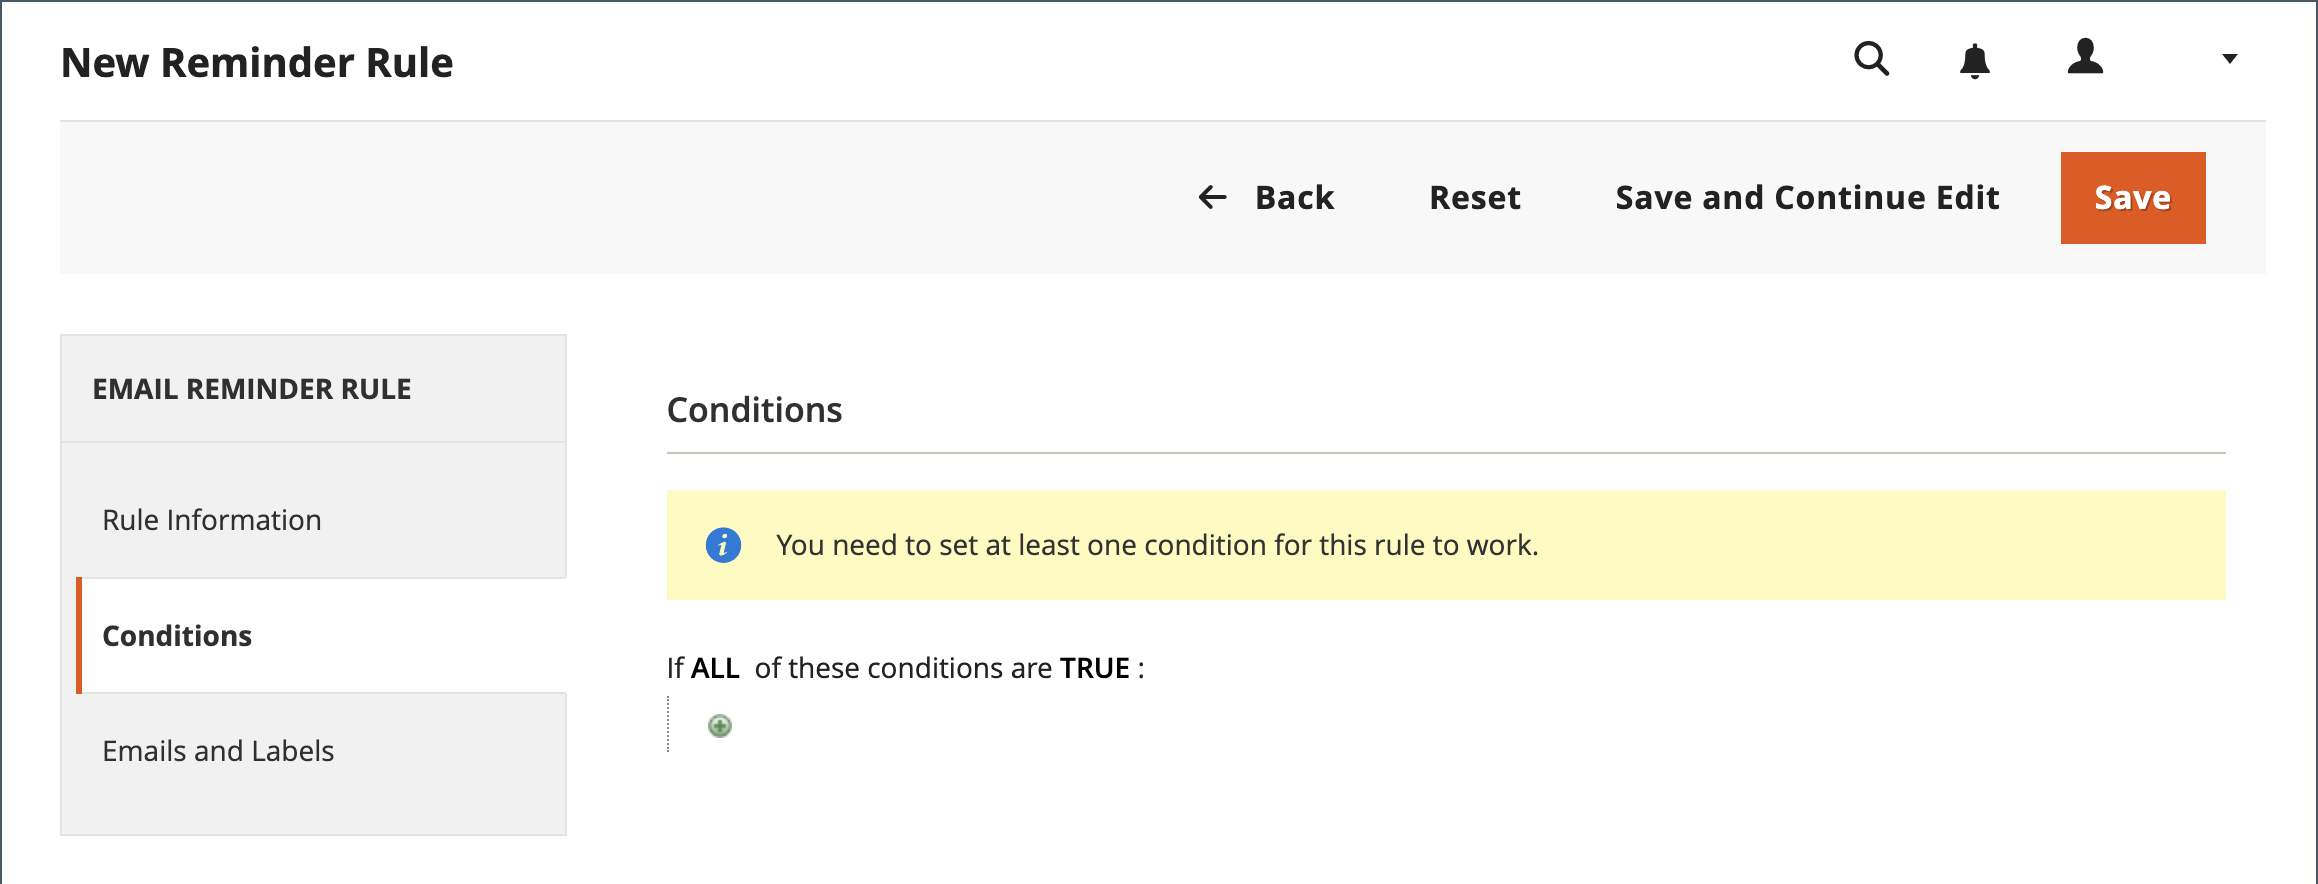 New Reminder Rule
← Back
Reset
Save and Continue Edit
Save
EMAIL REMINDER RULE
Rule Information
Conditions
Emails and Labels
Conditions
You need to set at least one condition for this rule to work.
If ALL of these conditions are TRUE :